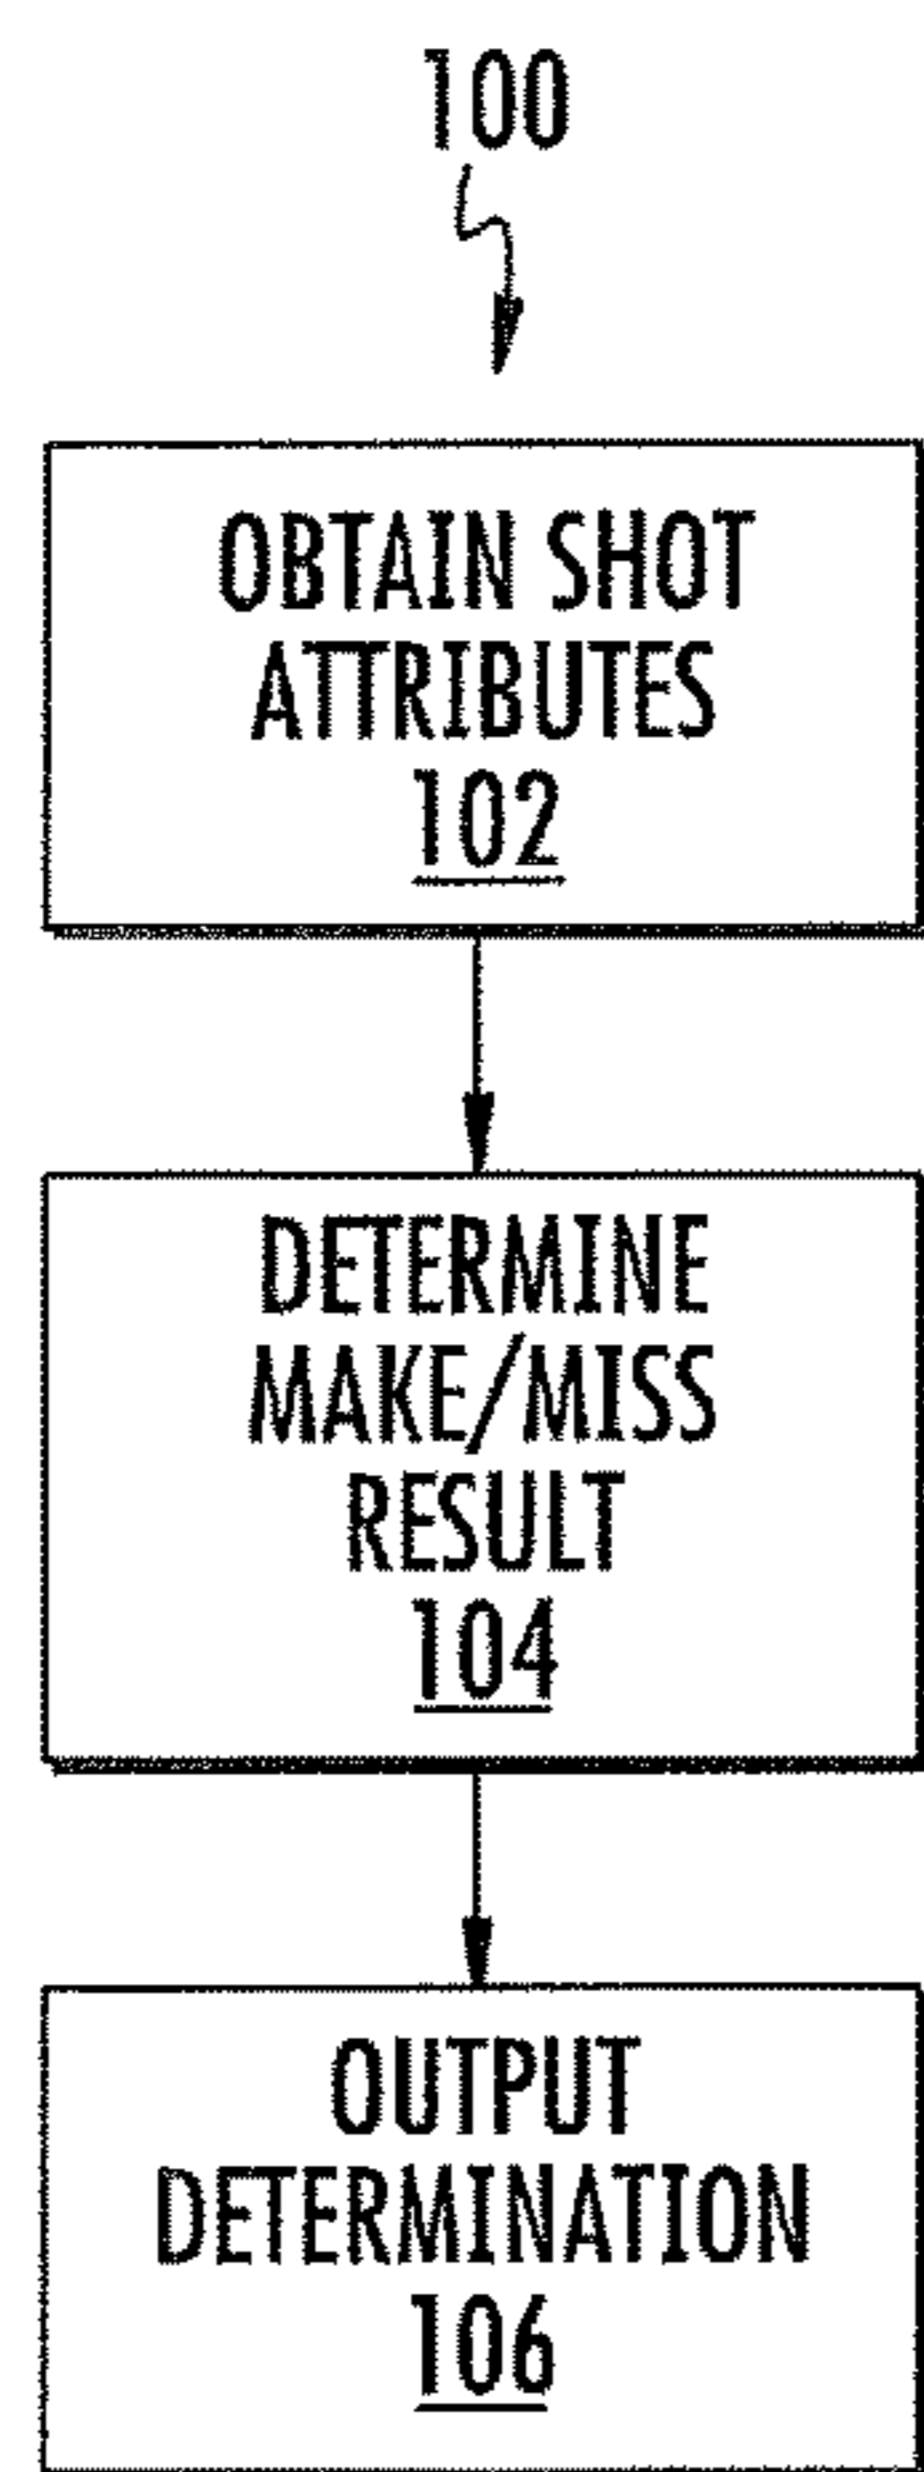 100
OBTAIN SHOT
ATTRIBUTES
102
DETERMINE
MAKE/MISS
RESULT
104
OUTPUT
DETERMINATION
106